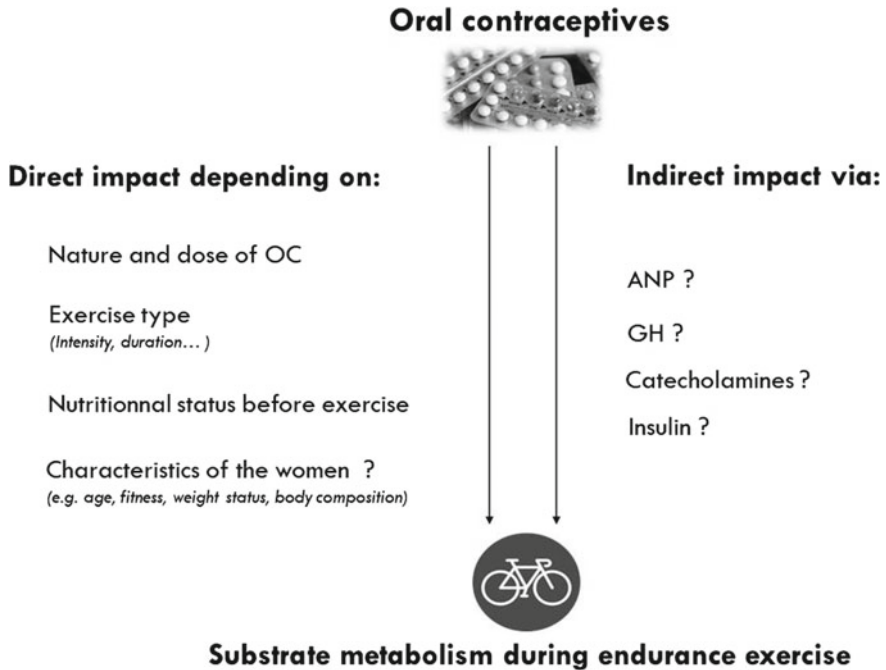 Oral contraceptives
Direct impact depending on:
Nature and dose of OC
Exercise type
(Intensity, duration... )
Nutritionnal status before exercise
Characteristics of the women ?
(e.g. age, fitness, weight status, body composition)
Indirect impact via:
ANP ?
GH ?
Catecholamines ?
Insulin ?
Substrate metabolism during endurance exercise